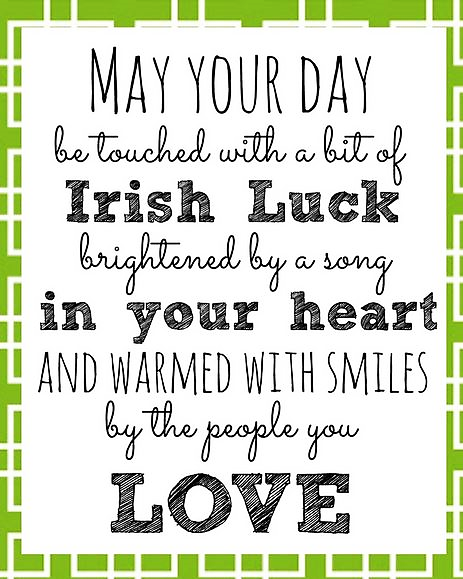 MAY YOUR DAY
be touched with a bit of
Irish Luck
brightened by a song
in your heart
AND WARMED WITH SMILES
by the people you
LOVE